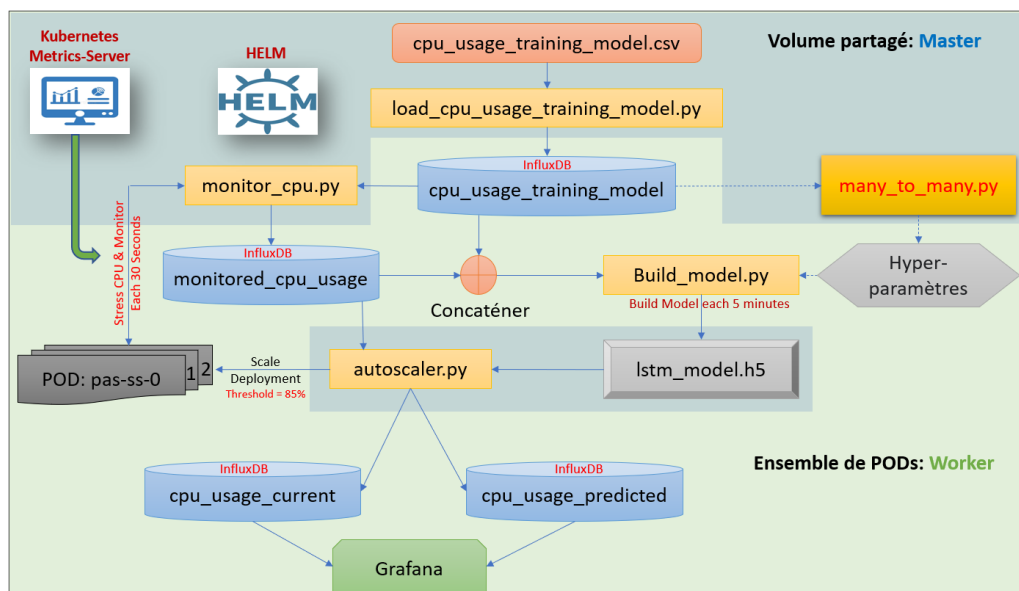 Kubernetes
Metrics-Server
HELM
HELM
cpu_usage_training_model.csv
Volume partagé: Master
load_cpu_usage_training_model.py
InfluxDB
cpu_usage_training_model
monitor_cpu.py
many_to_many.py
Stress CPU & Monitor
Each 30 Seconds
InfluxDB
monitored_cpu_usage
Concaténer
Build_model.py
Build Model each 5 minutes
Hyper-
paramètres
POD: pas-ss-0
1
2
Scale
Deployment
Threshold = 85%
autoscaler.py
lstm_model.h5
Ensemble de PODs: Worker
InfluxDB
cpu_usage_current
InfluxDB
cpu_usage_predicted
Grafana